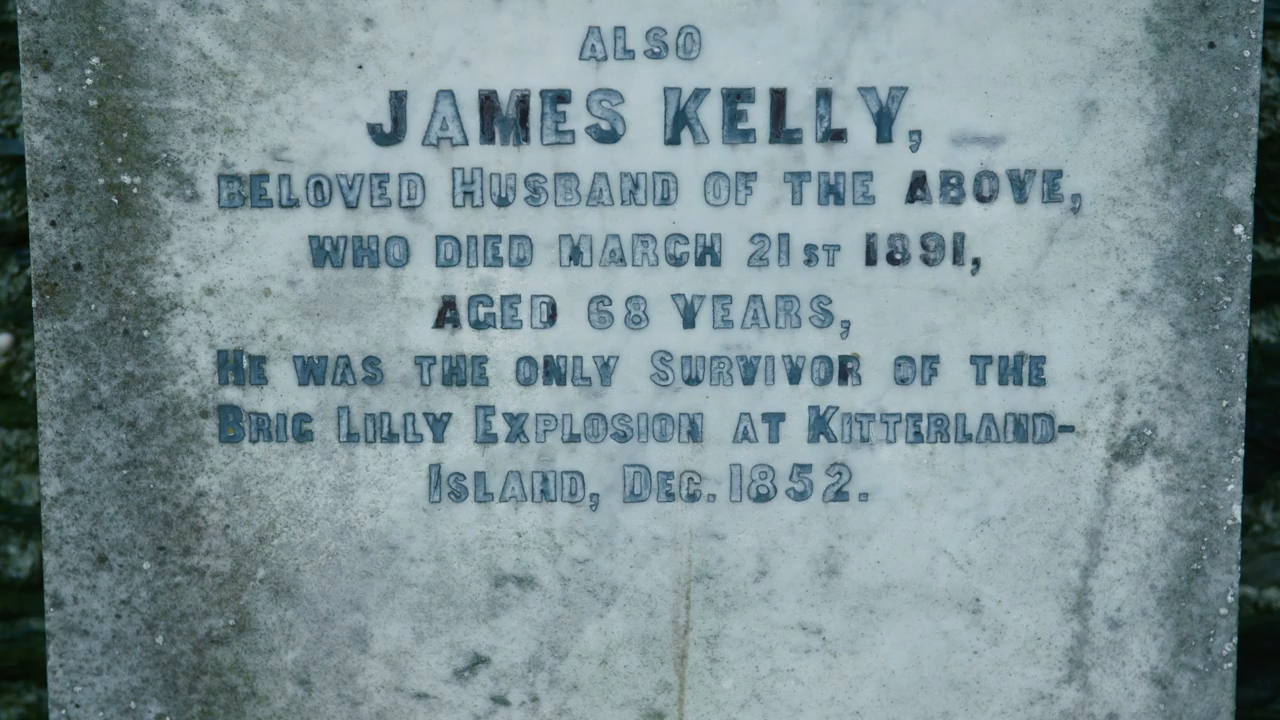 ALSO
JAMES KELLY,
BELOVED HUSBAND OF THE ABOVE,
WHO DIED MARCH 21ST 1891,
AGED 68 YEARS,
HE WAS THE ONLY SURVIVOR OF THE
BRIG LILLY EXPLOSION AT KITTERLAND-
ISLAND, DEC. 1852.